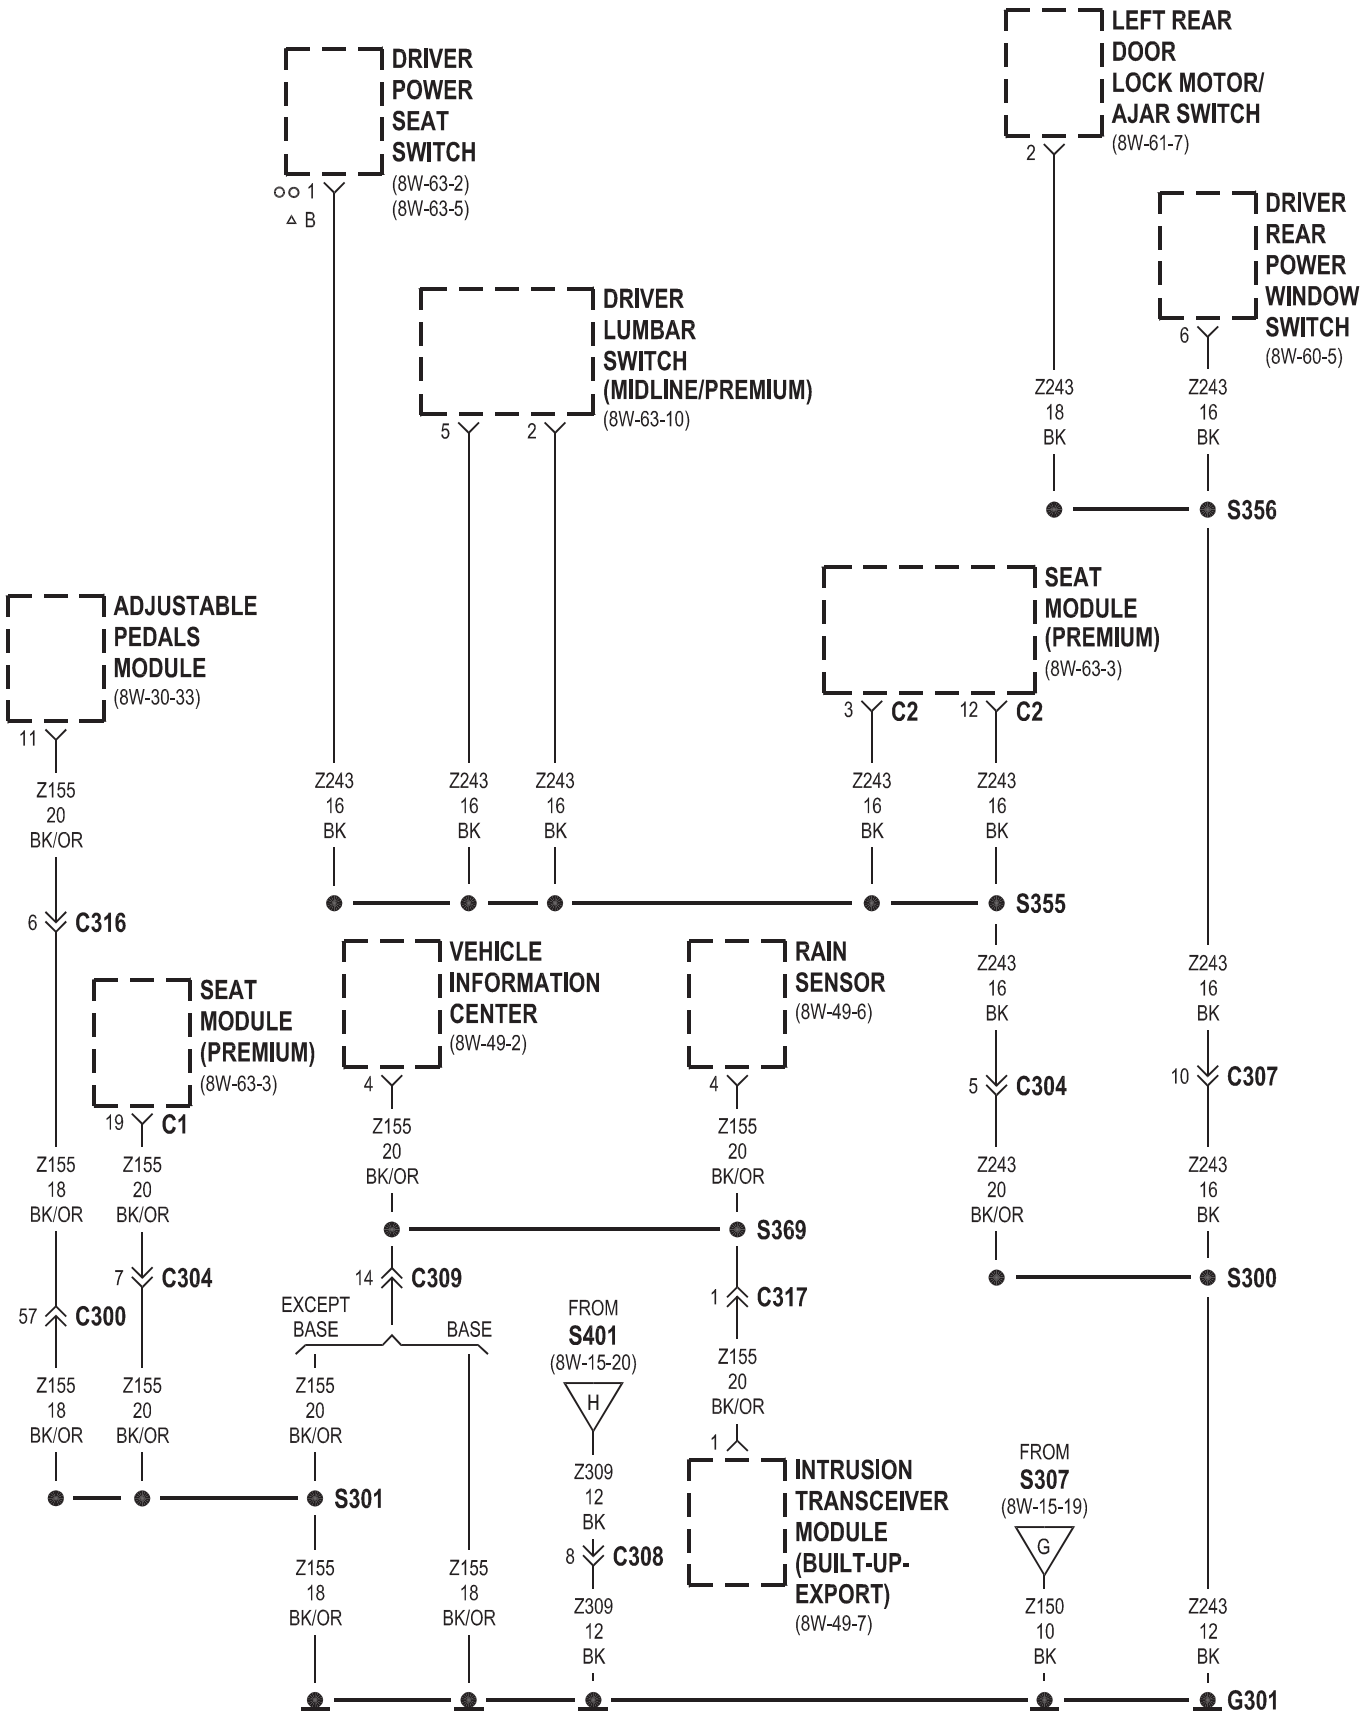 DRIVER
POWER
SEAT
SWITCH
(8W-63-2)
(8W-63-5)
1
B
LEFT REAR
DOOR
LOCK MOTOR/
AJAR SWITCH
(8W-61-7)
2
DRIVER
REAR
POWER
WINDOW
SWITCH
(8W-60-5)
6
DRIVER
LUMBAR
SWITCH
(MIDLINE/PREMIUM)
(8W-63-10)
5
2
Z243
18
BK
Z243
16
BK
S356
ADJUSTABLE
PEDALS
MODULE
(8W-30-33)
11
SEAT
MODULE
(PREMIUM)
(8W-63-3)
3
C2
12
C2
Z155
20
BK/OR
Z243
16
BK
Z243
16
BK
Z243
16
BK
Z243
16
BK
Z243
16
BK
S355
6
C316
SEAT
MODULE
(PREMIUM)
(8W-63-3)
19
C1
VEHICLE
INFORMATION
CENTER
(8W-49-2)
4
RAIN
SENSOR
(8W-49-6)
4
Z243
16
BK
Z243
16
BK
5
C304
10
C307
Z155
18
BK/OR
Z155
20
BK/OR
Z155
20
BK/OR
Z155
20
BK/OR
Z243
20
BK/OR
Z243
16
BK
S369
7
C304
14
C309
1
C317
S300
57
C300
EXCEPT
BASE
BASE
FROM
S401
(8W-15-20)
H
Z155
18
BK/OR
Z155
20
BK/OR
Z155
20
BK/OR
Z155
20
BK/OR
1
S301
Z309
12
BK
INTRUSION
TRANSCEIVER
MODULE
(BUILT-UP-
EXPORT)
(8W-49-7)
FROM
S307
(8W-15-19)
G
8
C308
Z155
18
BK/OR
Z155
18
BK/OR
Z309
12
BK
Z150
10
BK
Z243
12
BK
G301